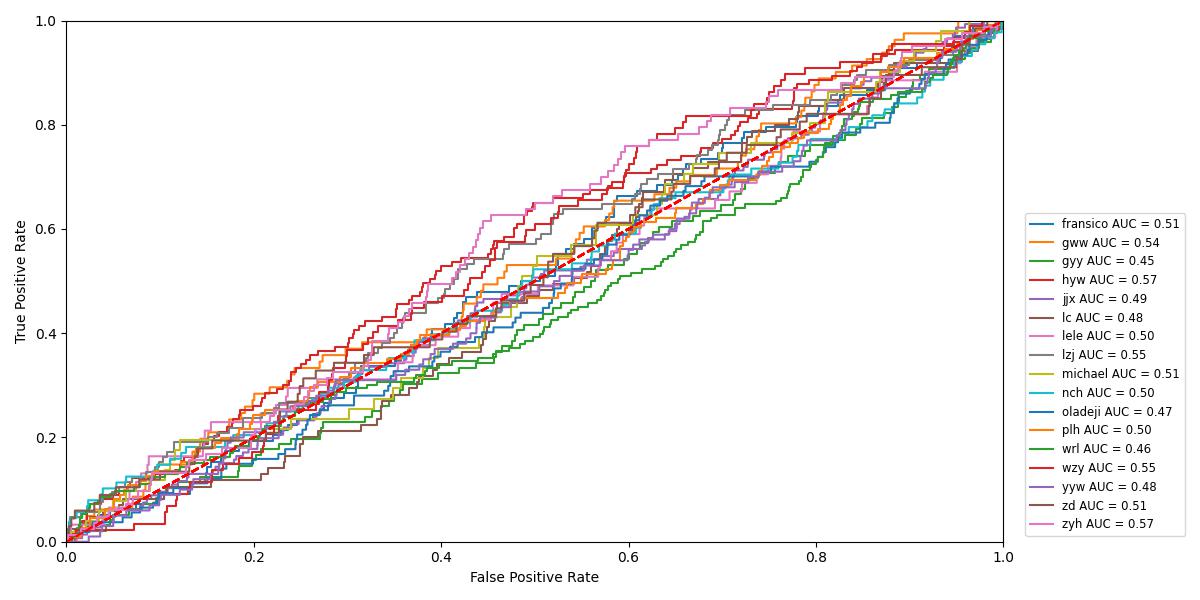 1.0
0.8
0.6
0.4
0.2
0.0
True Positive Rate
0.0 0.2 0.4 0.6 0.8 1.0
False Positive Rate
fransico AUC = 0.51
gww AUC = 0.54
gyy AUC = 0.45
hyw AUC = 0.57
jjx AUC = 0.49
lc AUC = 0.48
lele AUC = 0.50
lzj AUC = 0.55
michael AUC = 0.51
nch AUC = 0.50
oladeji AUC = 0.47
plh AUC = 0.50
wrl AUC = 0.46
wzy AUC = 0.55
yyw AUC = 0.48
zd AUC = 0.51
zyh AUC = 0.57